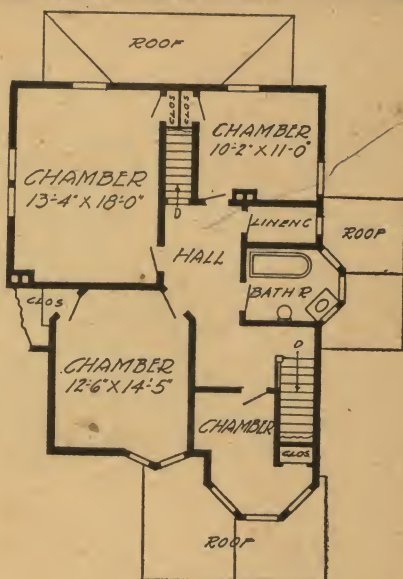 ROOF
CLOS
CLOS
CHAMBER
10'-2" X 11'-0"
CHAMBER
13'-4" X 18'-0"
D
LINEN C
ROOF
HALL
BATH R
CLOS
D
CHAMBER
12'-6" X 14'-5"
CHAMBER
CLOS
ROOF